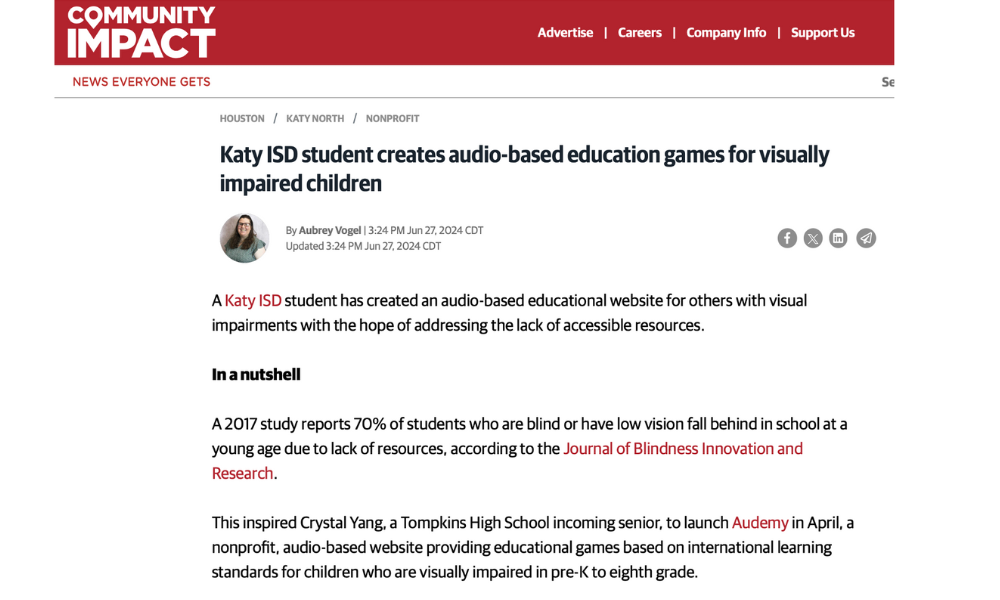 COMMUNITY
IMPACT
Advertise | Careers | Company Info | Support Us
NEWS EVERYONE GETS
Se
HOUSTON / KATY NORTH / NONPROFIT
Katy ISD student creates audio-based education games for visually
impaired children
By Aubrey Vogel | 3:24 PM Jun 27, 2024 CDT
Updated 3:24 PM Jun 27, 2024 CDT
A Katy ISD student has created an audio-based educational website for others with visual
impairments with the hope of addressing the lack of accessible resources.
In a nutshell
A 2017 study reports 70% of students who are blind or have low vision fall behind in school at a
young age due to lack of resources, according to the Journal of Blindness Innovation and
Research.
This inspired Crystal Yang, a Tompkins High School incoming senior, to launch Audemy in April, a
nonprofit, audio-based website providing educational games based on international learning
standards for children who are visually impaired in pre-K to eighth grade.